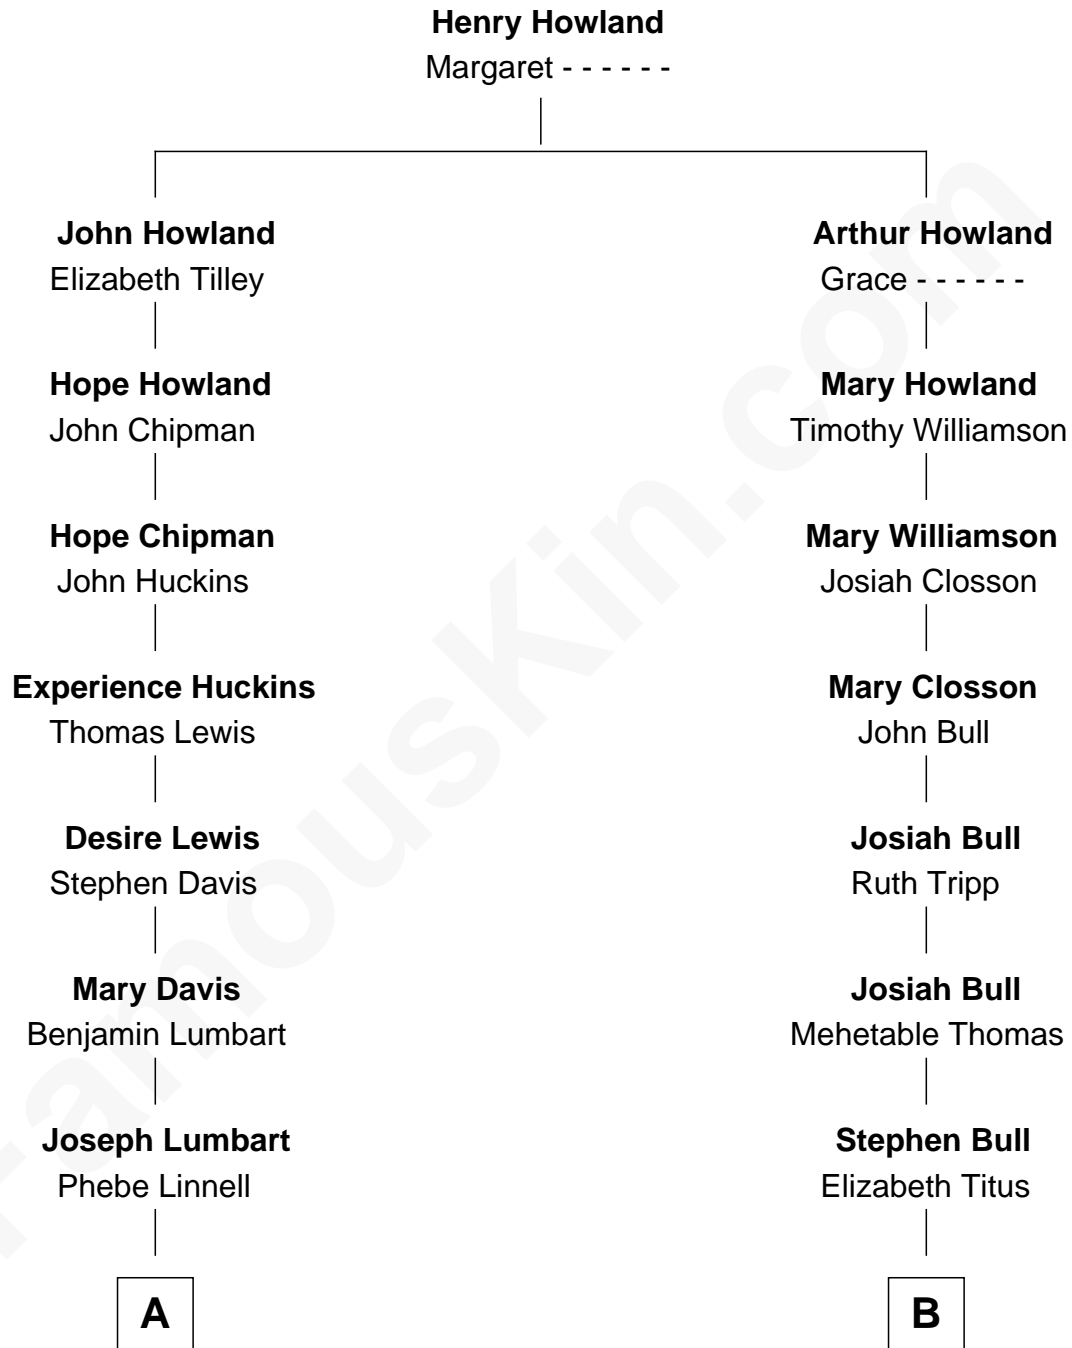 Henry Howland
Margaret - - - - - -
John Howland
Elizabeth Tilley
Arthur Howland
Grace - - - - - -
Hope Howland
John Chipman
Mary Howland
Timothy Williamson
Hope Chipman
John Huckins
Mary Williamson
Josiah Closson
Experience Huckins
Thomas Lewis
Mary Closson
John Bull
Desire Lewis
Stephen Davis
Josiah Bull
Ruth Tripp
Mary Davis
Benjamin Lumbart
Josiah Bull
Mehetable Thomas
Joseph Lumbart
Phebe Linnell
Stephen Bull
Elizabeth Titus
A
B
FamousKin.com